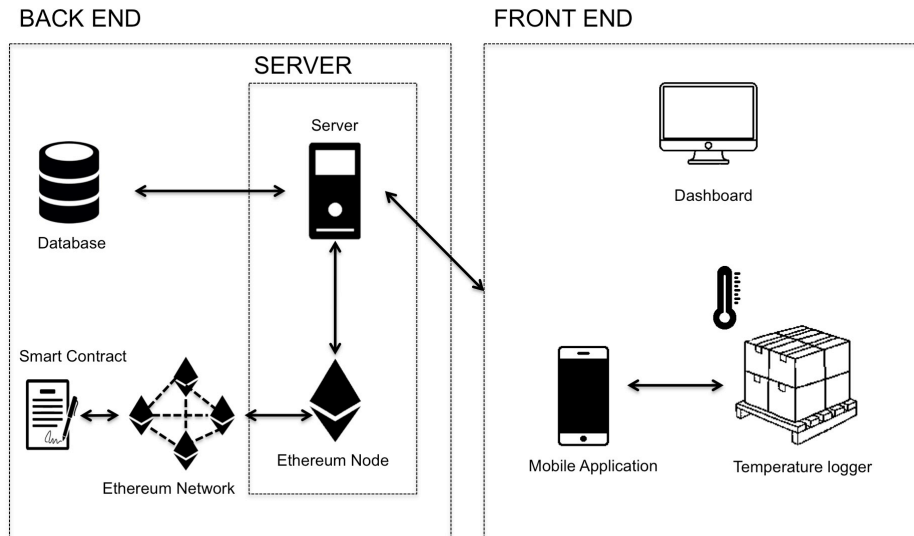 BACK END
FRONT END
SERVER
Server
Dashboard
Database
Smart Contract
Ethereum Network
Ethereum Node
Mobile Application
Temperature logger